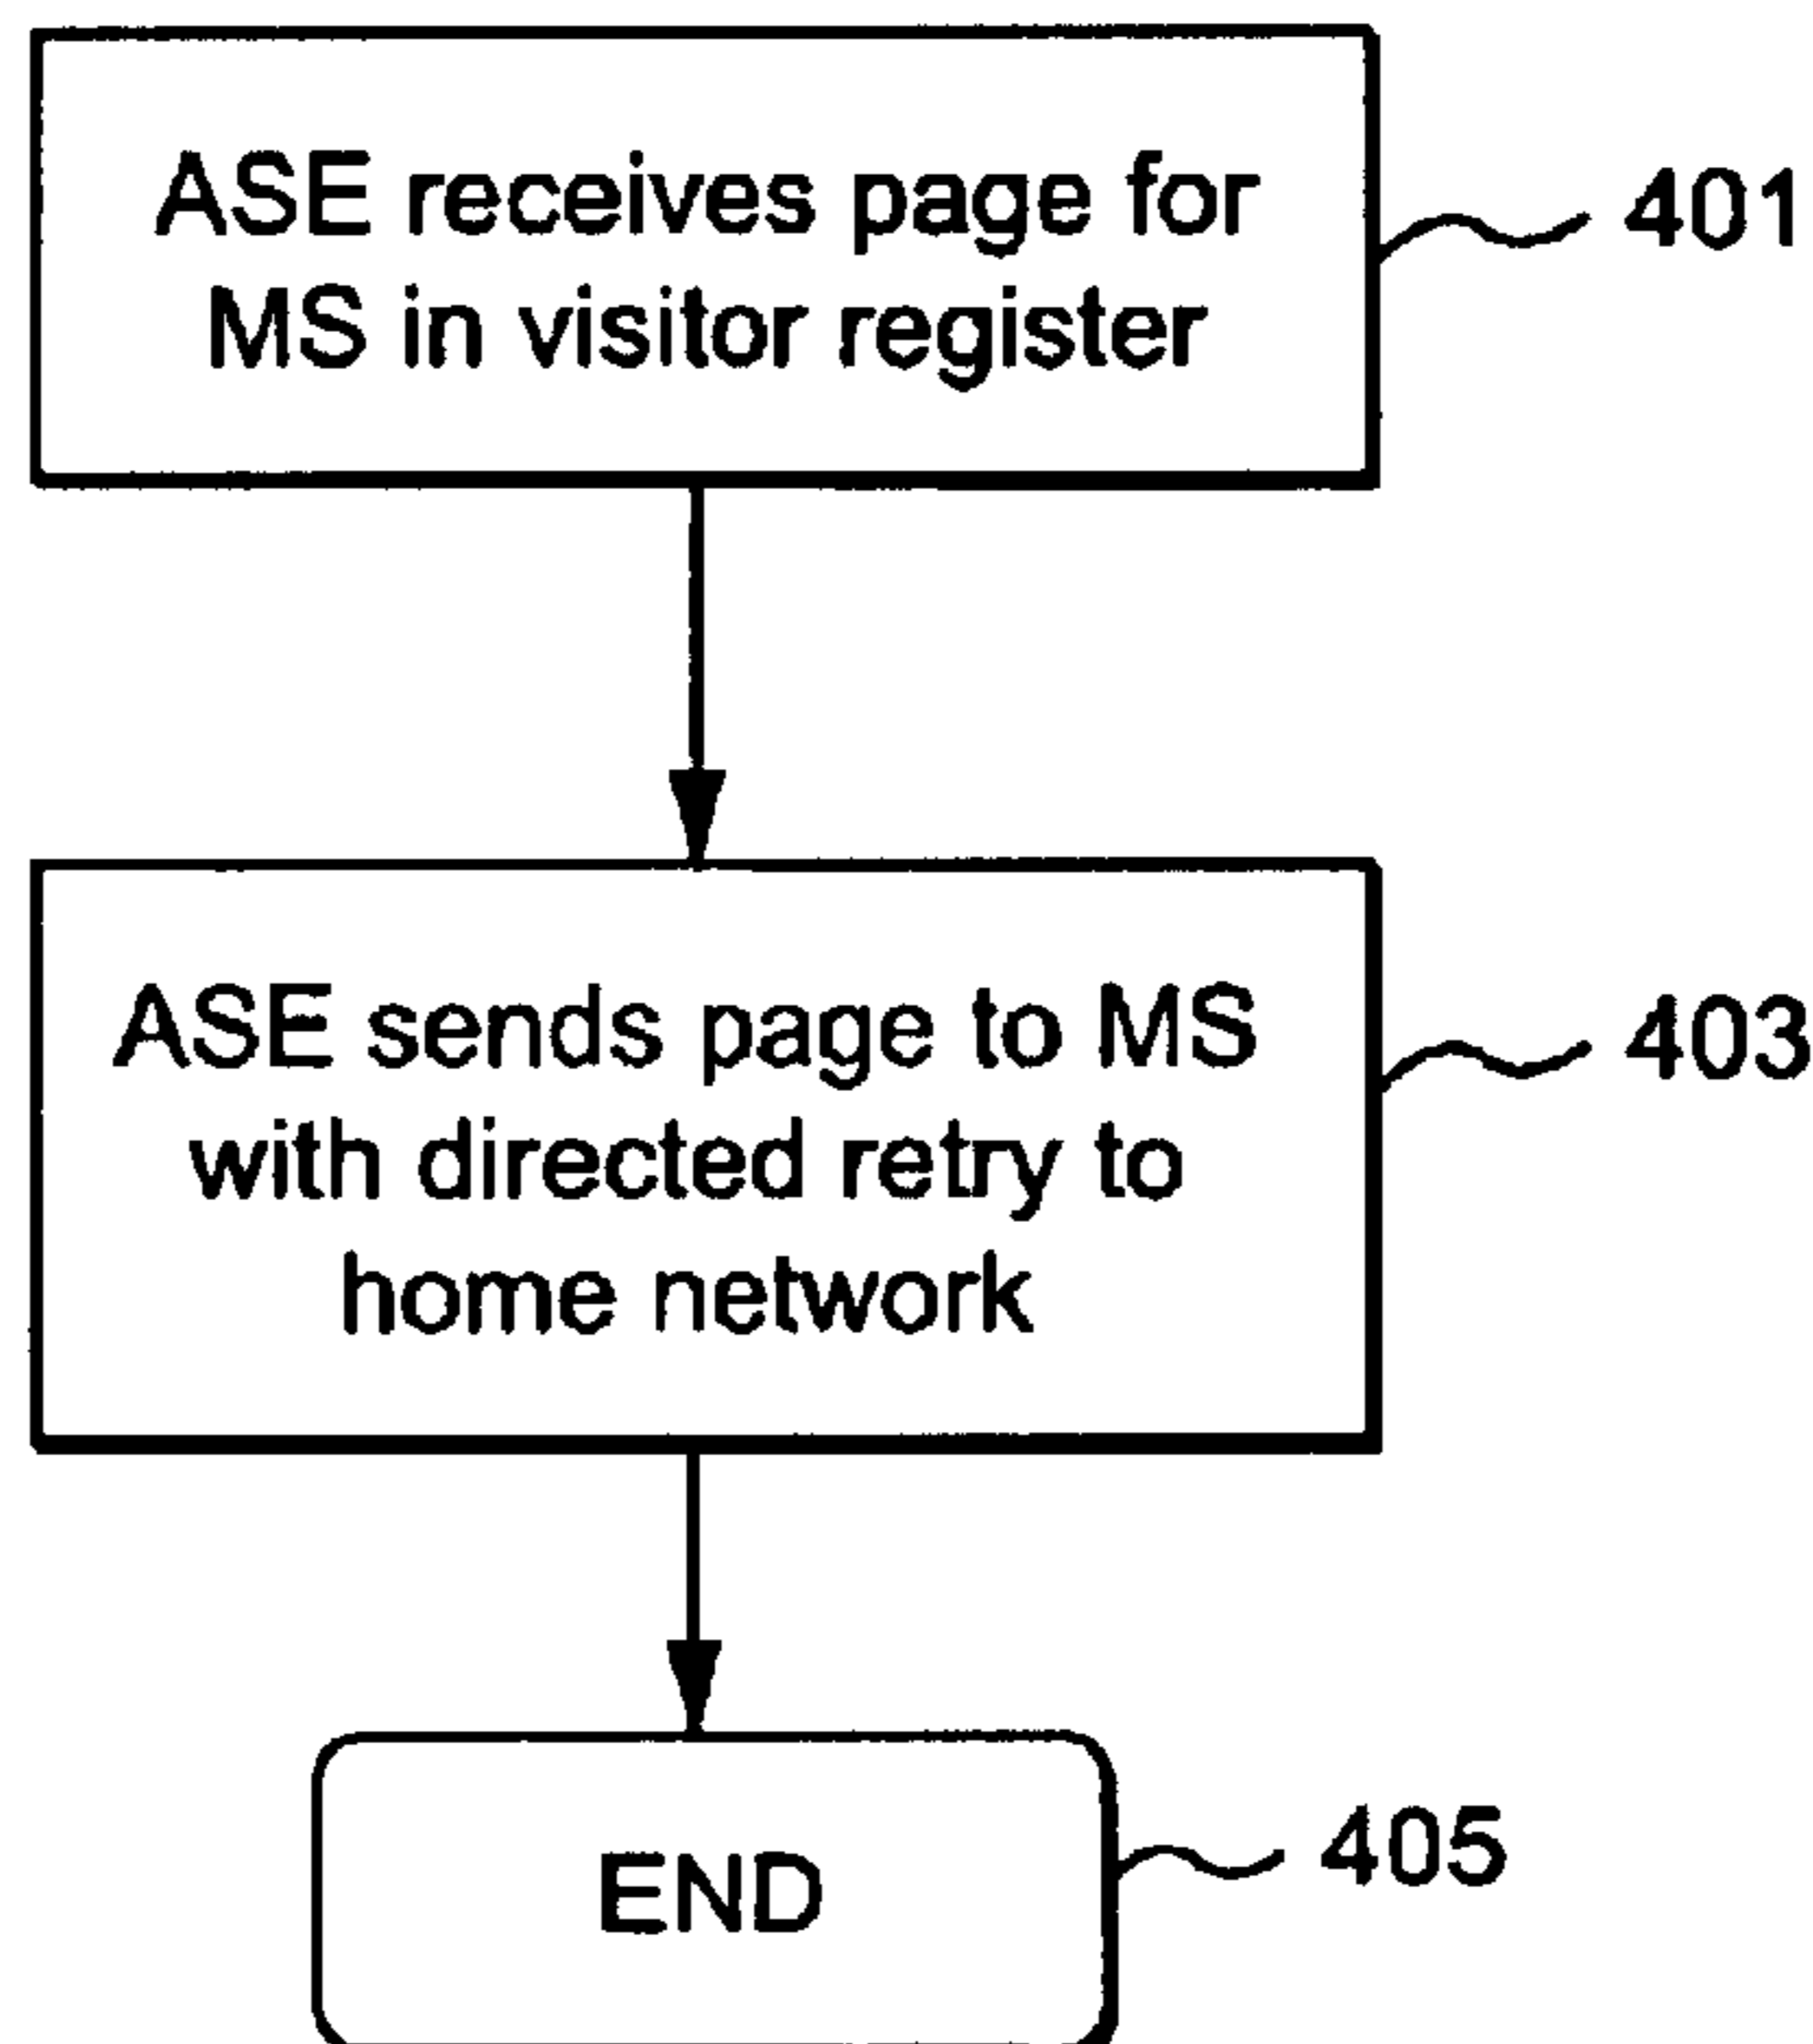 ASE receives page for
MS in visitor register
401
ASE sends page to MS
with directed retry to
home network
403
END
405